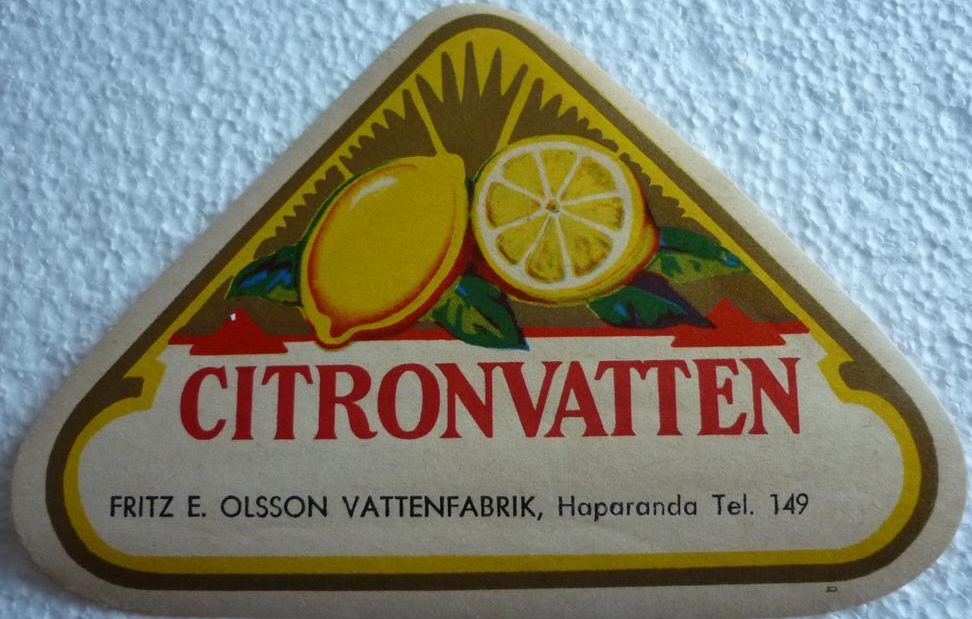 CITRONVATTEN
FRITZ E. OLSSON VATTENFABRIK, Haparanda Tel. 149